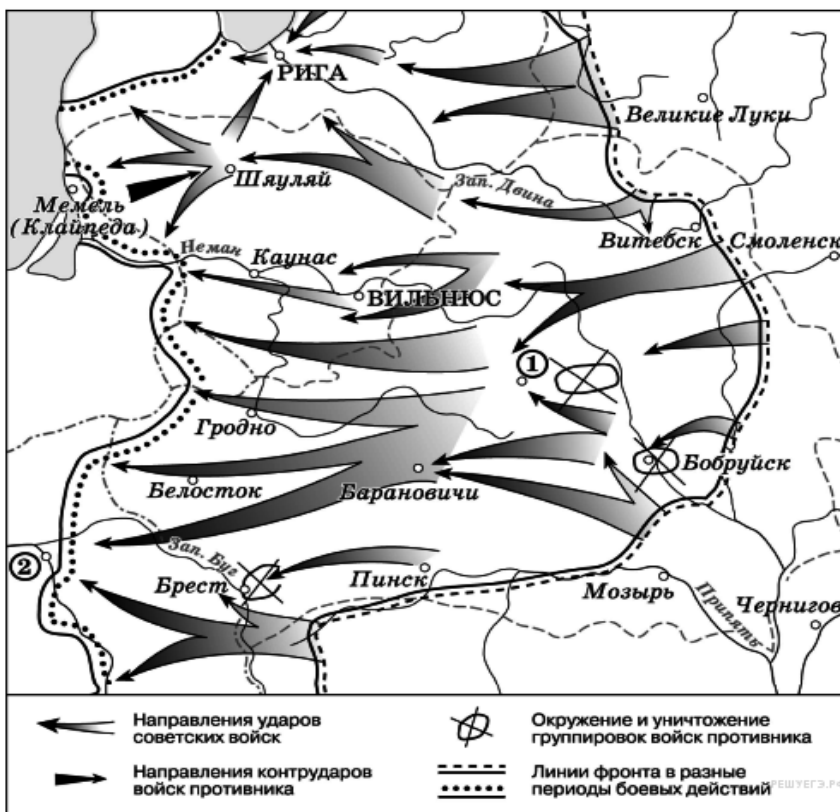 РИГА
Великие Луки
Шяуляй
Зап. Двина
Мемель
(Клайпеда)
Витебск
Смоленск
Неман
Каунас
ВИЛЬНЮС
1
Гродно
Бобруйск
Белосток
Барановичи
2
Зап. Буг
Брест
Пинск
Мозырь
Припять
Чернигов
Направления ударов
советских войск
Окружение и уничтожение
группировок войск противника
Направления контрударов
войск противника
Линии фронта в разные
периоды боевых действий
РЕШУЕГЭ.РФ